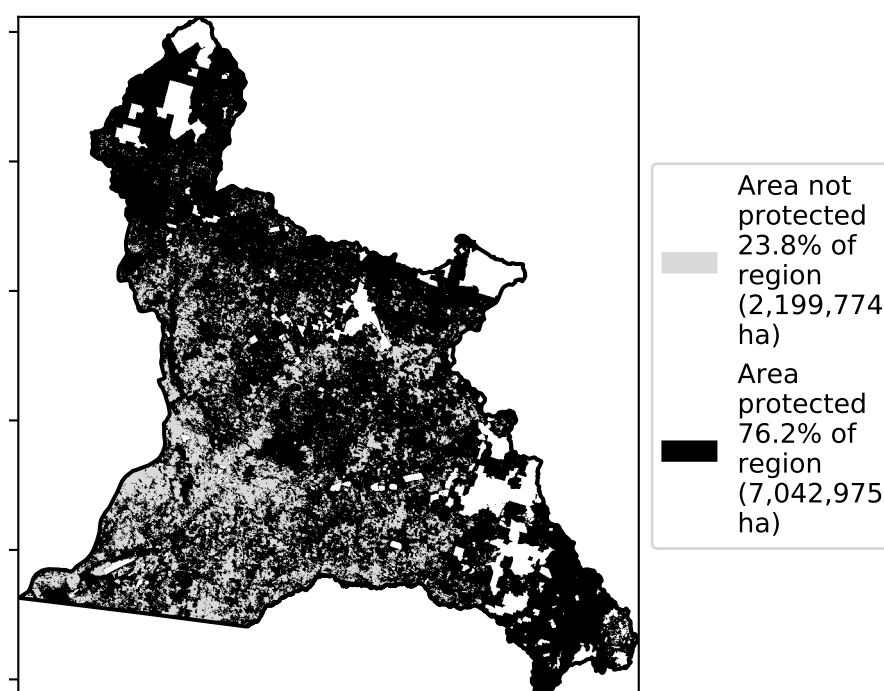 Area not
protected
23.8% of
region
(2,199,774
ha)
Area
protected
76.2% of
region
(7,042,975
ha)